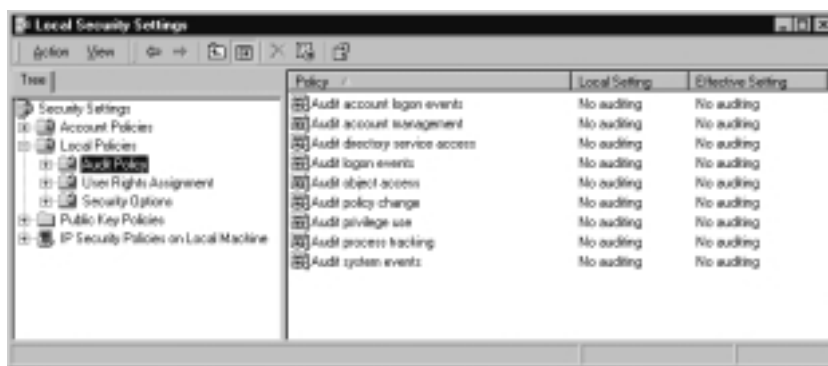 Local Security Settings
Action View
Tree
Security Settings
Account Policies
Local Policies
Audit Policy
User Rights Assignment
Security Options
Public Key Policies
IP Security Policies on Local Machine
Policy Local Setting Effective Setting
Audit account logon events No auditing No auditing
Audit account management No auditing No auditing
Audit directory service access No auditing No auditing
Audit logon events No auditing No auditing
Audit object access No auditing No auditing
Audit policy change No auditing No auditing
Audit privilege use No auditing No auditing
Audit process tracking No auditing No auditing
Audit system events No auditing No auditing